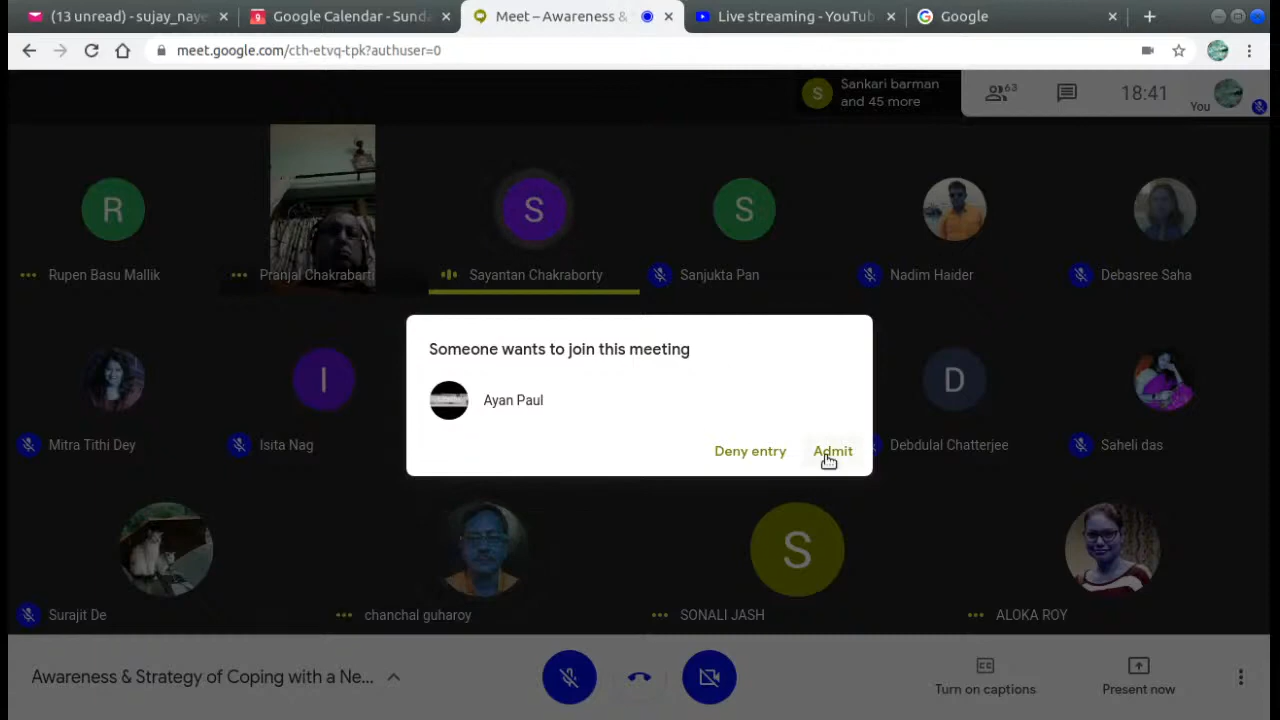 (13 unread) - sujay_naye
Google Calendar - Sunda
Meet – Awareness &
Live streaming - YouTub
Google
meet.google.com/cth-etvq-tpk?authuser=0
S
Sankari barman
and 45 more
63
18:41
You
R
S
S
Rupen Basu Mallik
Pranjal Chakrabarti
Sayantan Chakraborty
Sanjukta Pan
Nadim Haider
Debasree Saha
Someone wants to join this meeting
Ayan Paul
Deny entry
Admit
I
D
Mitra Tithi Dey
Isita Nag
Debdulal Chatterjee
Saheli das
S
Surajit De
chanchal guharoy
SONALI JASH
ALOKA ROY
Awareness & Strategy of Coping with a Ne...
CC
Turn on captions
Present now